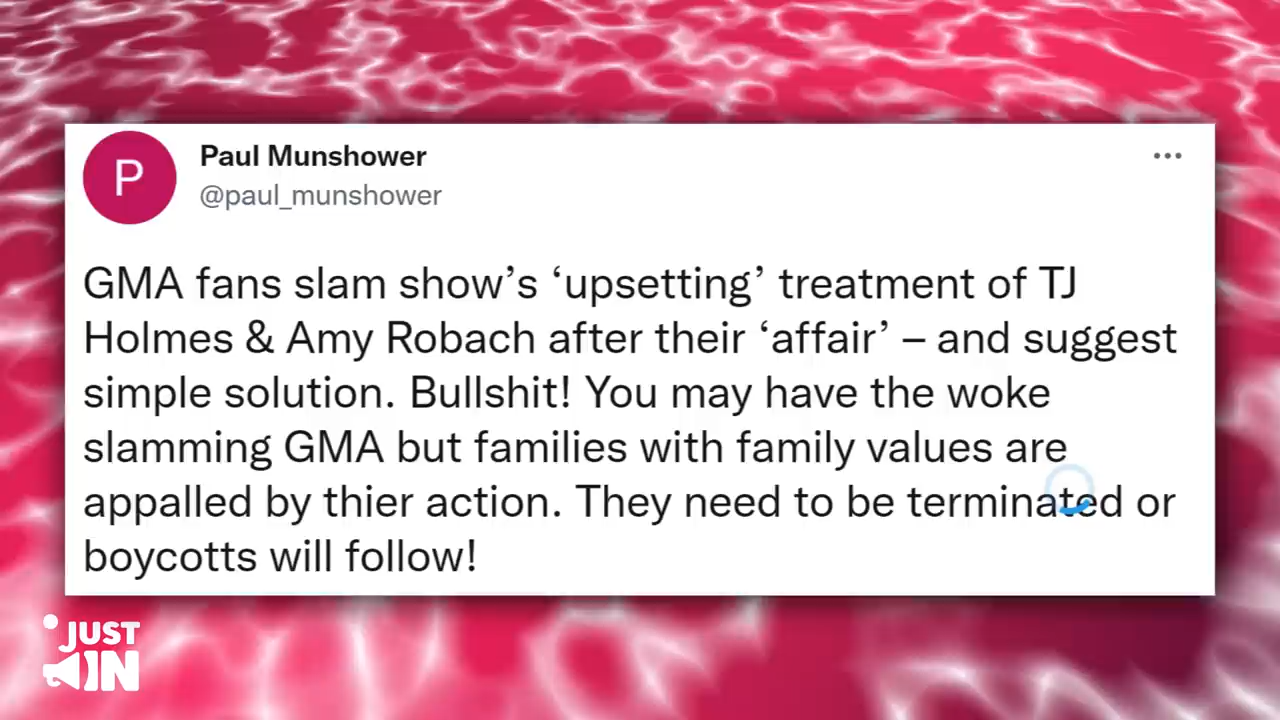 P
Paul Munshower
@paul_munshower
GMA fans slam show’s ‘upsetting’ treatment of TJ
Holmes & Amy Robach after their ‘affair’ – and suggest
simple solution. Bullshit! You may have the woke
slamming GMA but families with family values are
appalled by thier action. They need to be terminated or
boycotts will follow!
JUST
IN